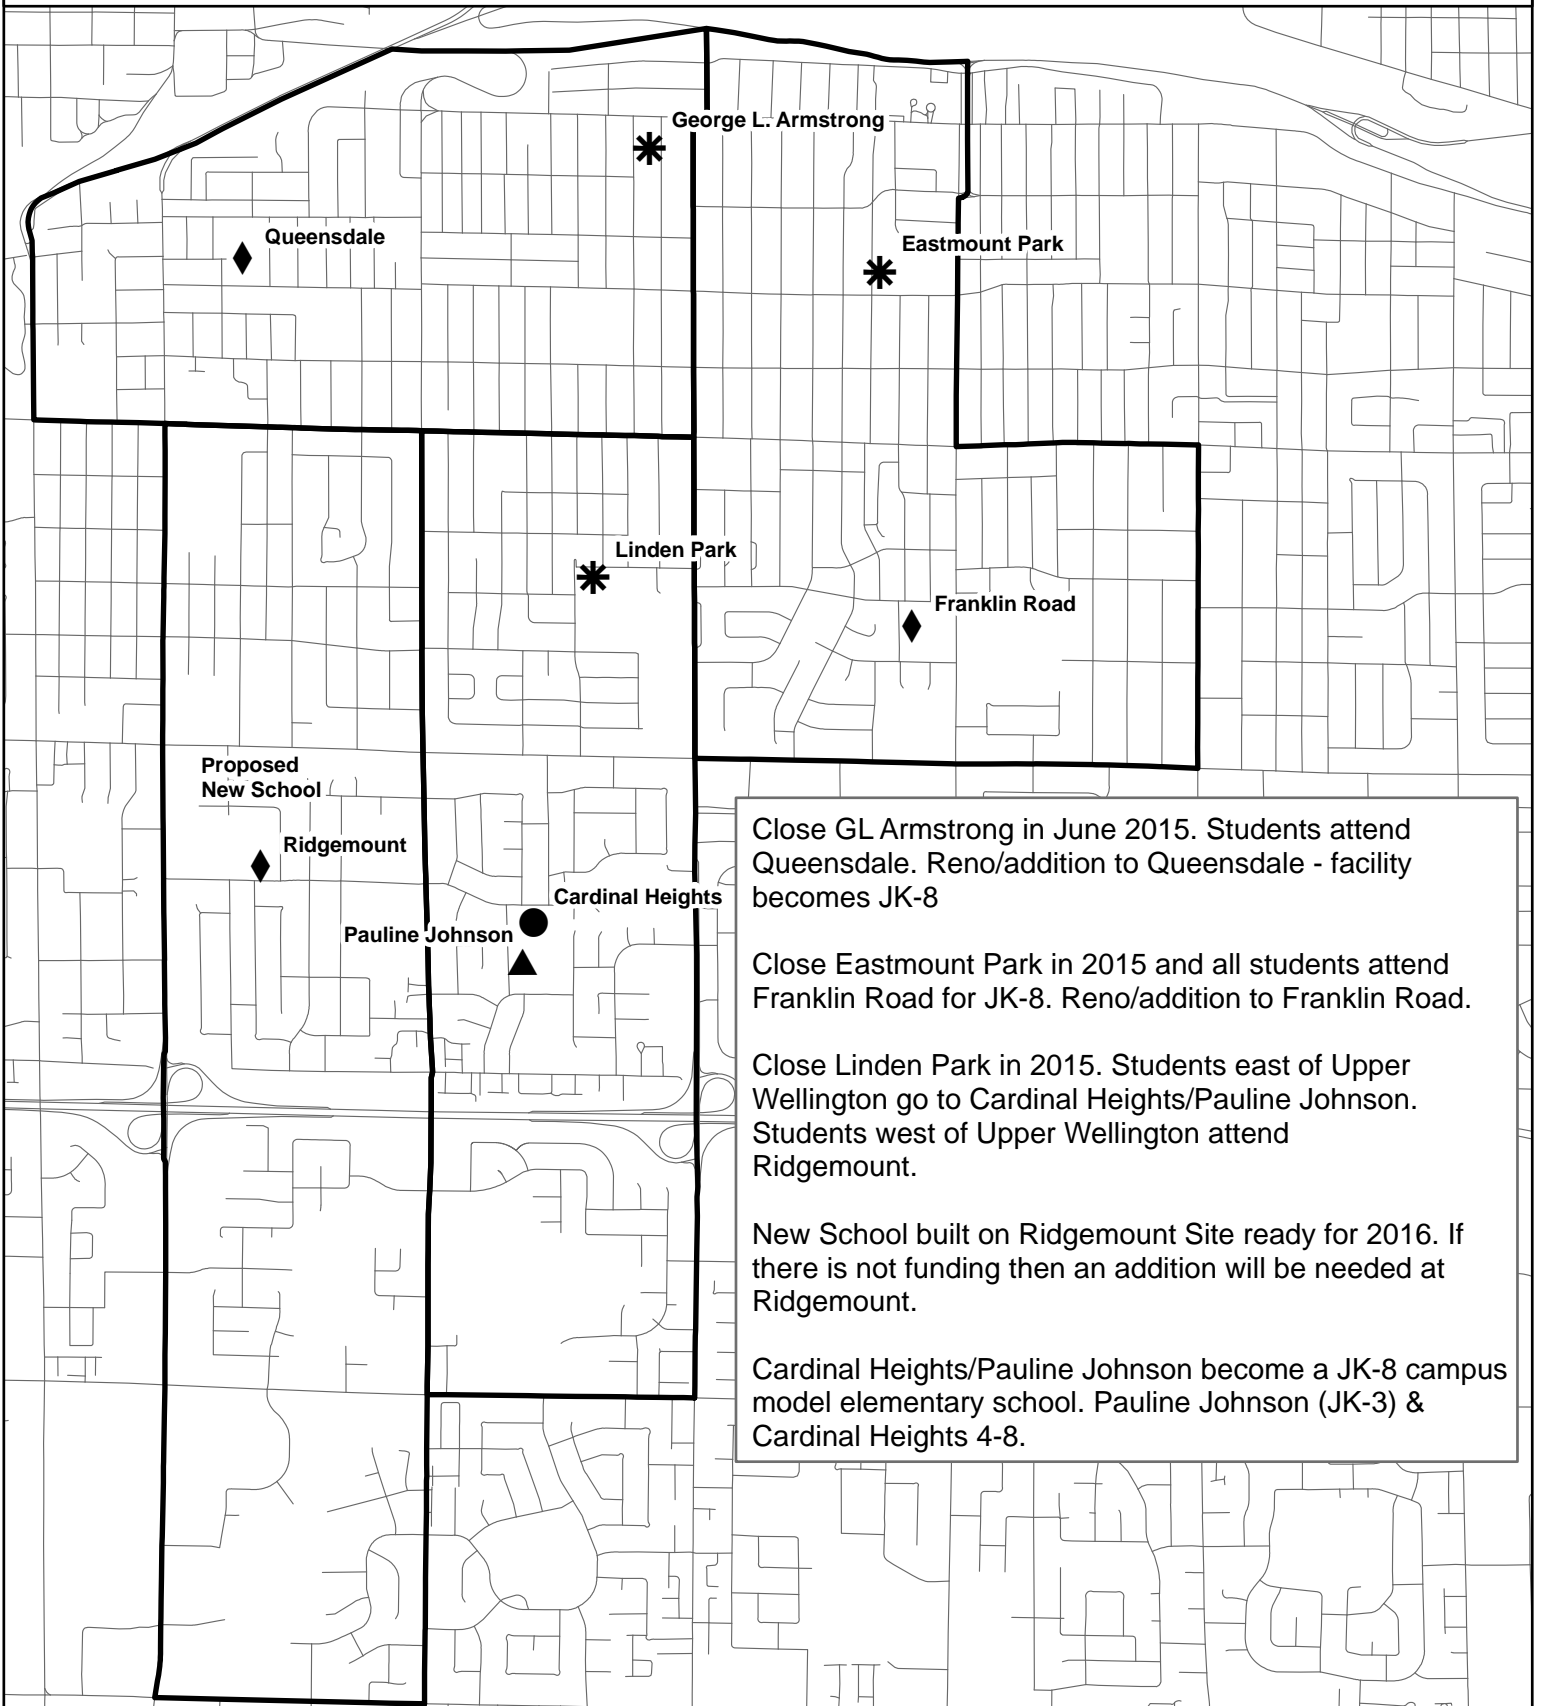 George L. Armstrong
Queensdale
Eastmount Park
Linden Park
Franklin Road
Proposed
New School
Ridgemount
Cardinal Heights
Pauline Johnson
Close GL Armstrong in June 2015. Students attend
Queensdale. Reno/addition to Queensdale - facility
becomes JK-8
Close Eastmount Park in 2015 and all students attend
Franklin Road for JK-8. Reno/addition to Franklin Road.
Close Linden Park in 2015. Students east of Upper
Wellington go to Cardinal Heights/Pauline Johnson.
Students west of Upper Wellington attend
Ridgemount.
New School built on Ridgemount Site ready for 2016. If
there is not funding then an addition will be needed at
Ridgemount.
Cardinal Heights/Pauline Johnson become a JK-8 campus
model elementary school. Pauline Johnson (JK-3) &
Cardinal Heights 4-8.